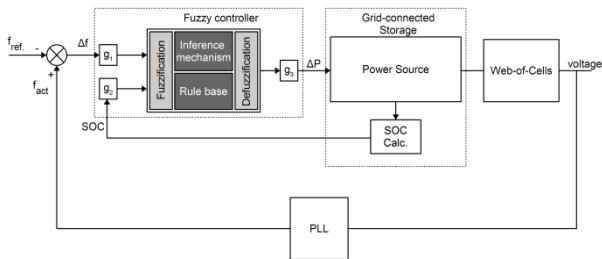 Fuzzy controller
Grid-connected
Storage
f_ref.
-
Δf
g₁
Fuzzification
Inference
mechanism
Rule base
Defuzzification
g₃
ΔP
Power Source
Web-of-Cells
voltage
f_act
+
g₂
SOC
SOC
Calc.
PLL